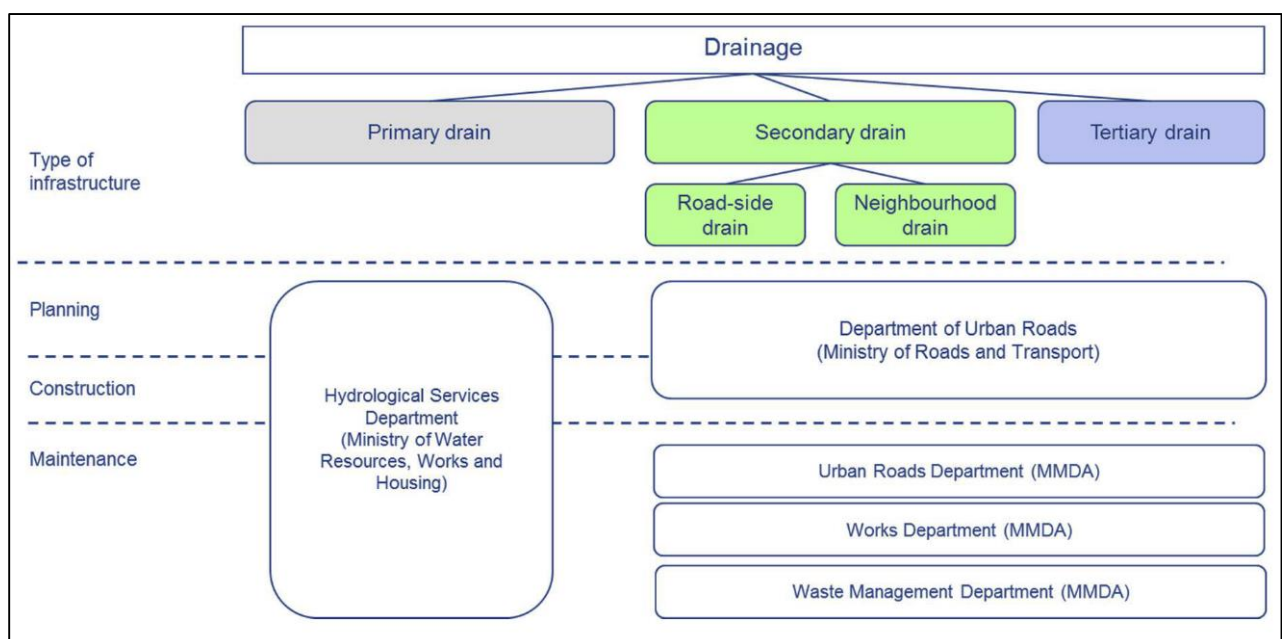 Drainage
Primary drain
Secondary drain
Tertiary drain
Type of
infrastructure
Road-side
drain
Neighbourhood
drain
Planning
Department of Urban Roads
(Ministry of Roads and Transport)
Construction
Hydrological Services
Department
(Ministry of Water
Resources, Works and
Housing)
Maintenance
Urban Roads Department (MMDA)
Works Department (MMDA)
Waste Management Department (MMDA)